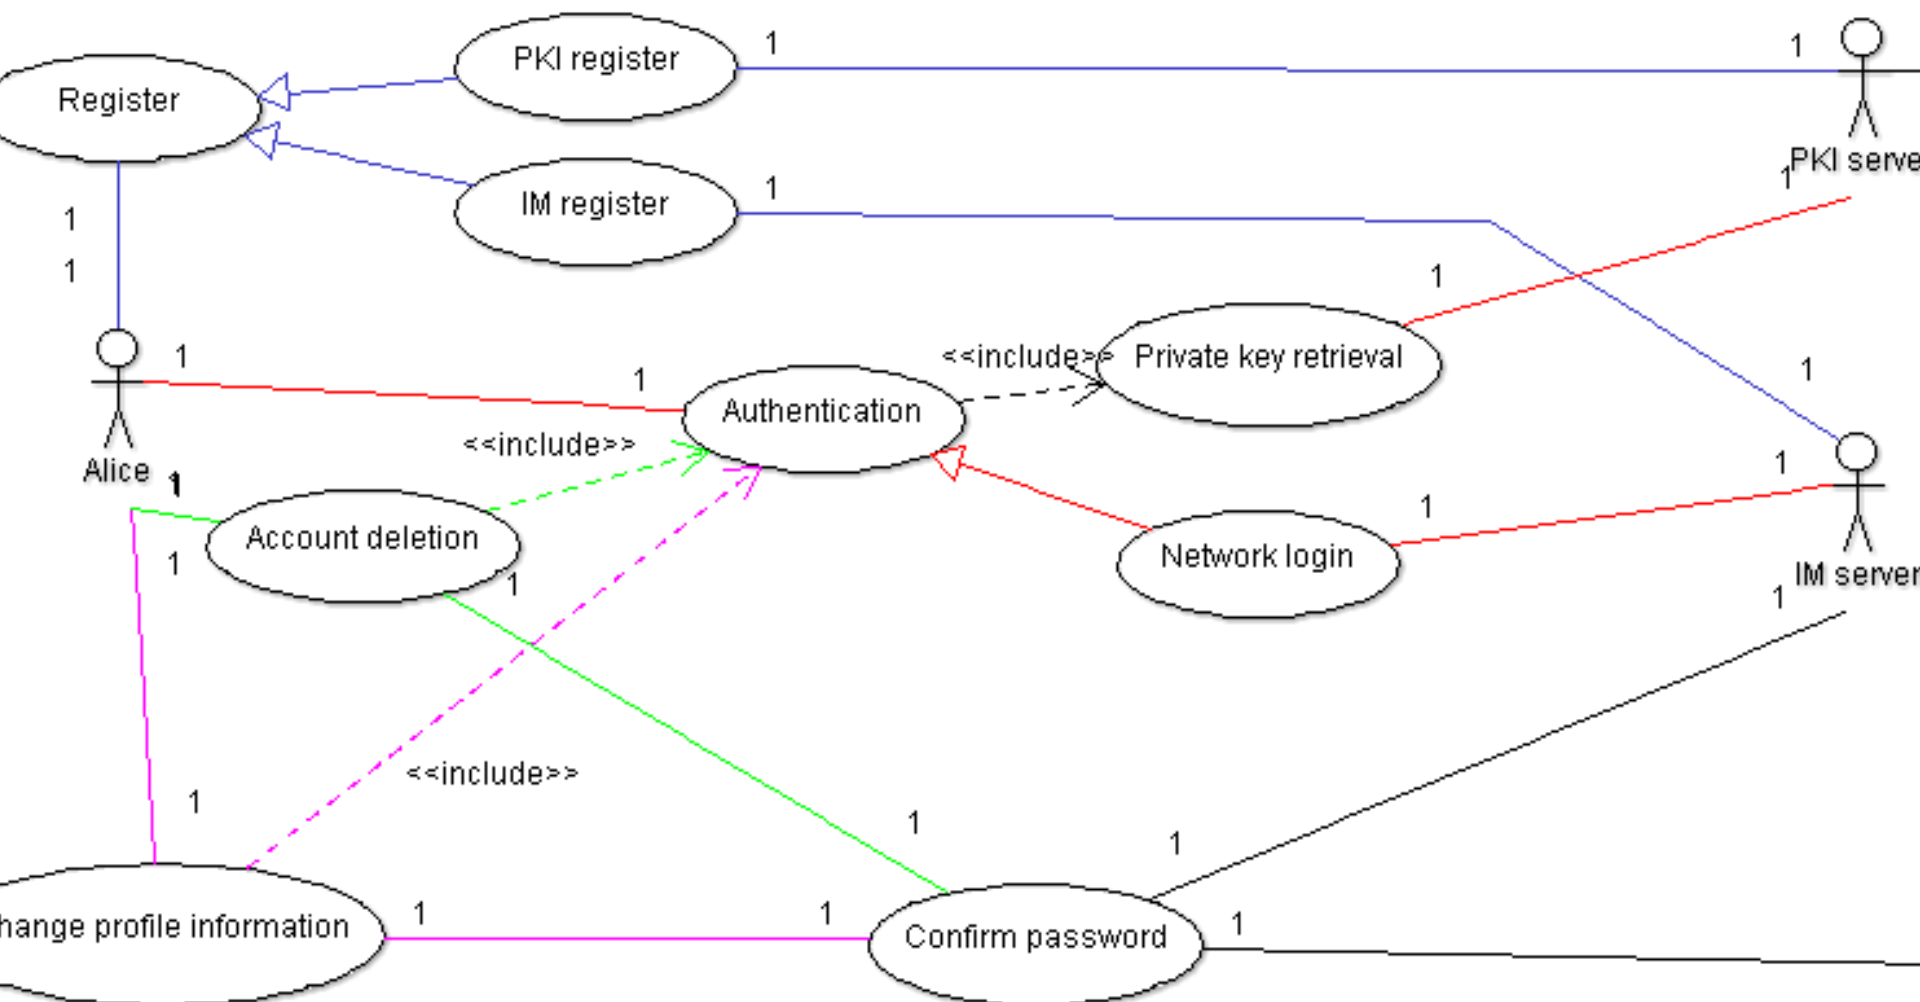 PKI register
1
1
Register
PKI serve
1
IM register
1
1
1
1
1
<<include>>
Private key retrieval
1
1
1
Authentication
<<include>>
Alice
1
1
1
Account deletion
Network login
1
1
IM server
1
1
<<include>>
1
1
1
hange profile information
1
1
Confirm password
1